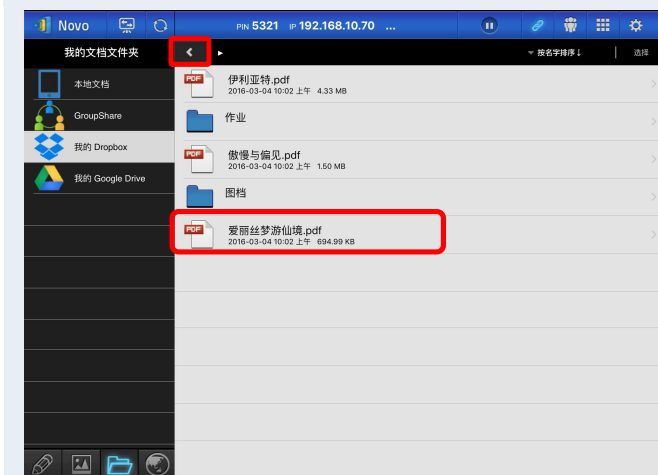 Novo
PIN 5321 IP 192.168.10.70 ...
我的文档文件夹
按名字排序↓
选择
本地文档
GroupShare
我的 Dropbox
我的 Google Drive
PDF
伊利亚特.pdf
2016-03-04 10:02 上午 4.33 MB
作业
PDF
傲慢与偏见.pdf
2016-03-04 10:02 上午 1.50 MB
图档
PDF
爱丽丝梦游仙境.pdf
2016-03-04 10:02 上午 694.99 KB